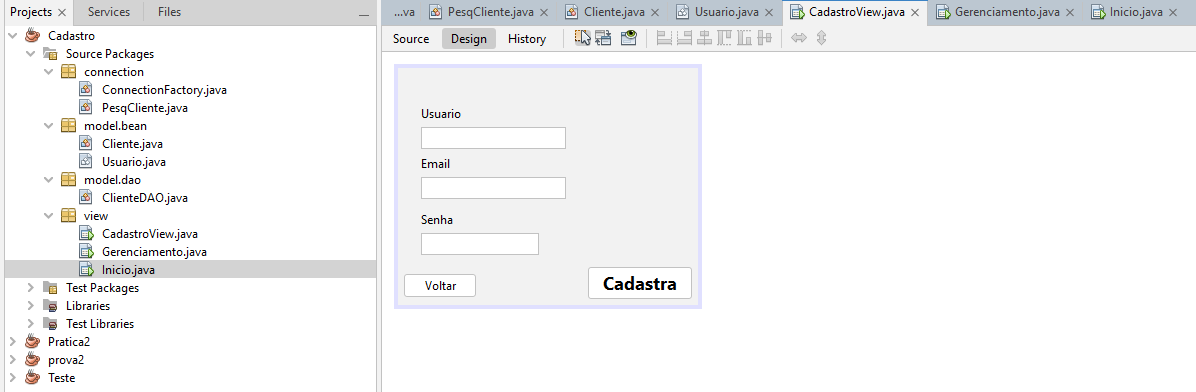 Projects
Services
Files
Cadastro
Source Packages
connection
ConnectionFactory.java
PesqCliente.java
model.bean
Cliente.java
Usuario.java
model.dao
ClienteDAO.java
view
CadastroView.java
Gerenciamento.java
Inicio.java
Test Packages
Libraries
Test Libraries
Pratica2
prova2
Teste
...va PesqCliente.java Cliente.java Usuario.java CadastroView.java Gerenciamento.java Inicio.java
Source Design History
Usuario
Email
Senha
Voltar
Cadastra